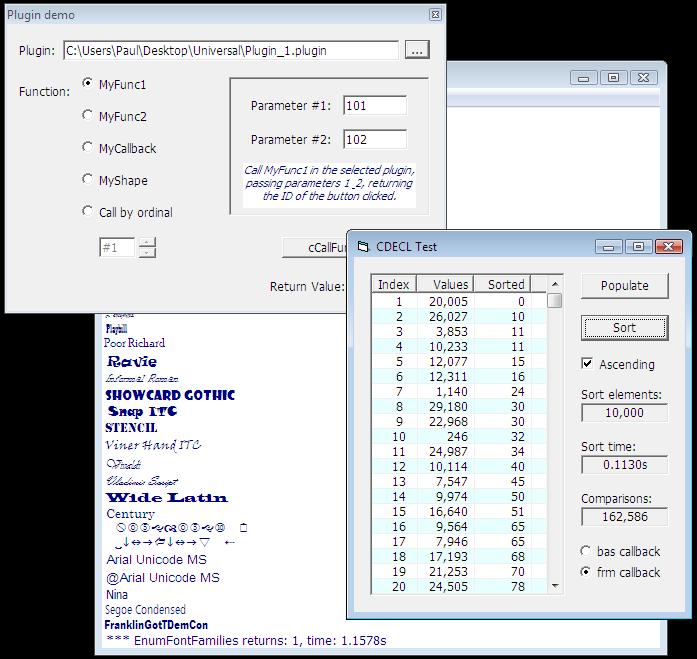 Plugin demo
Plugin: C:\Users\Paul\Desktop\Universal\Plugin_1.plugin ...
Function:
MyFunc1
MyFunc2
MyCallback
MyShape
Call by ordinal
#1
Parameter #1: 101
Parameter #2: 102
Call MyFunc1 in the selected plugin,
passing parameters 1_2, returning
the ID of the button clicked.
cCallFu
Return Value:
Playbill
Poor Richard
Ravie
Informal Roman
SHOWCARD GOTHIC
Snap ITC
STENCIL
Viner Hand ITC
Vivaldi
Vladimir Script
Wide Latin
Century
Arial Unicode MS
@Arial Unicode MS
Nina
Segoe Condensed
FranklinGotTDemCon
*** EnumFontFamilies returns: 1, time: 1.1578s
CDECL Test
Index Values Sorted
1 20,005 0
2 26,027 10
3 3,853 11
4 10,233 11
5 12,077 15
6 12,311 16
7 1,140 24
8 29,180 30
9 22,968 30
10 246 32
11 24,987 34
12 10,114 40
13 7,547 45
14 9,974 50
15 16,640 51
16 9,564 65
17 7,946 65
18 17,193 68
19 21,253 70
20 24,505 78
Populate
Sort
Ascending
Sort elements:
10,000
Sort time:
0.1130s
Comparisons:
162,586
bas callback
frm callback